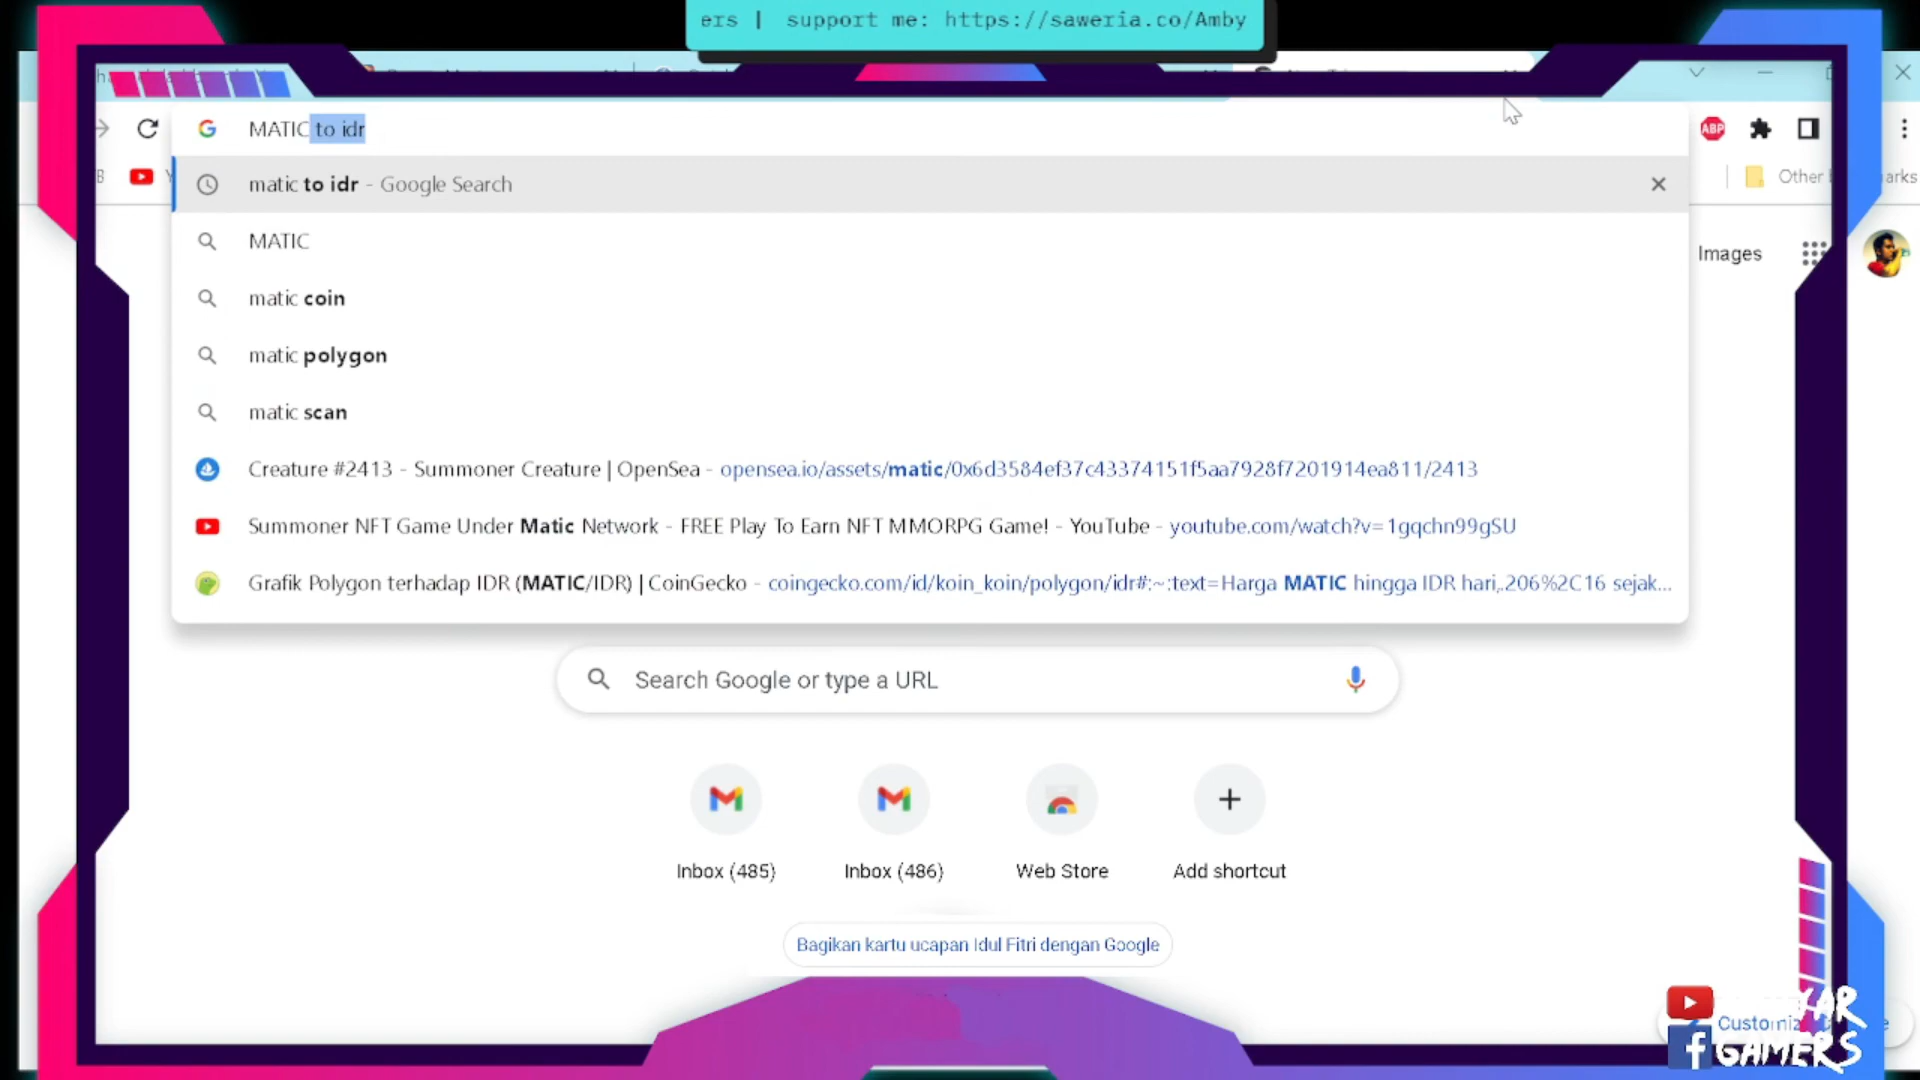 ers | support me: https://saweria.co/Amby
MATIC to idr
ABP
matic to idr - Google Search
Other
MATIC
Images
matic coin
matic polygon
matic scan
Creature #2413 - Summoner Creature | OpenSea - opensea.io/assets/matic/0x6d3584ef37c43374151f5aa7928f7201914ea811/2413
Summoner NFT Game Under Matic Network - FREE Play To Earn NFT MMORPG Game! - YouTube - youtube.com/watch?v=1gqchn99gSU
Grafik Polygon terhadap IDR (MATIC/IDR) | CoinGecko - coingecko.com/id/koin_koin/polygon/idr#:~:text=Harga MATIC hingga IDR hari,.206%2C16 sejak...
Search Google or type a URL
Inbox (485)
Inbox (486)
Web Store
Add shortcut
Bagikan kartu ucapan Idul Fitri dengan Google
GAMERS